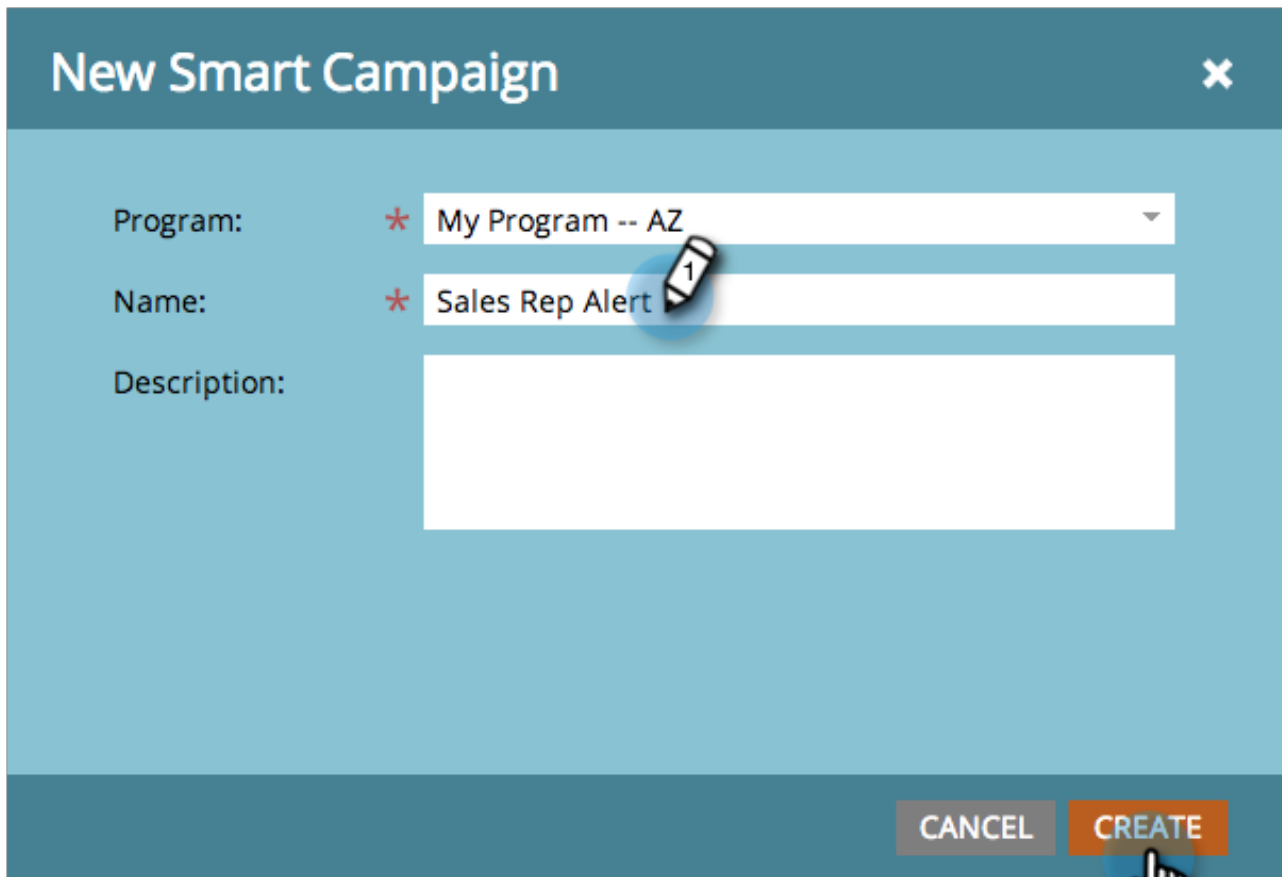 New Smart Campaign
Program: * My Program -- AZ
Name: * Sales Rep Alert 1
Description:
CANCEL CREATE